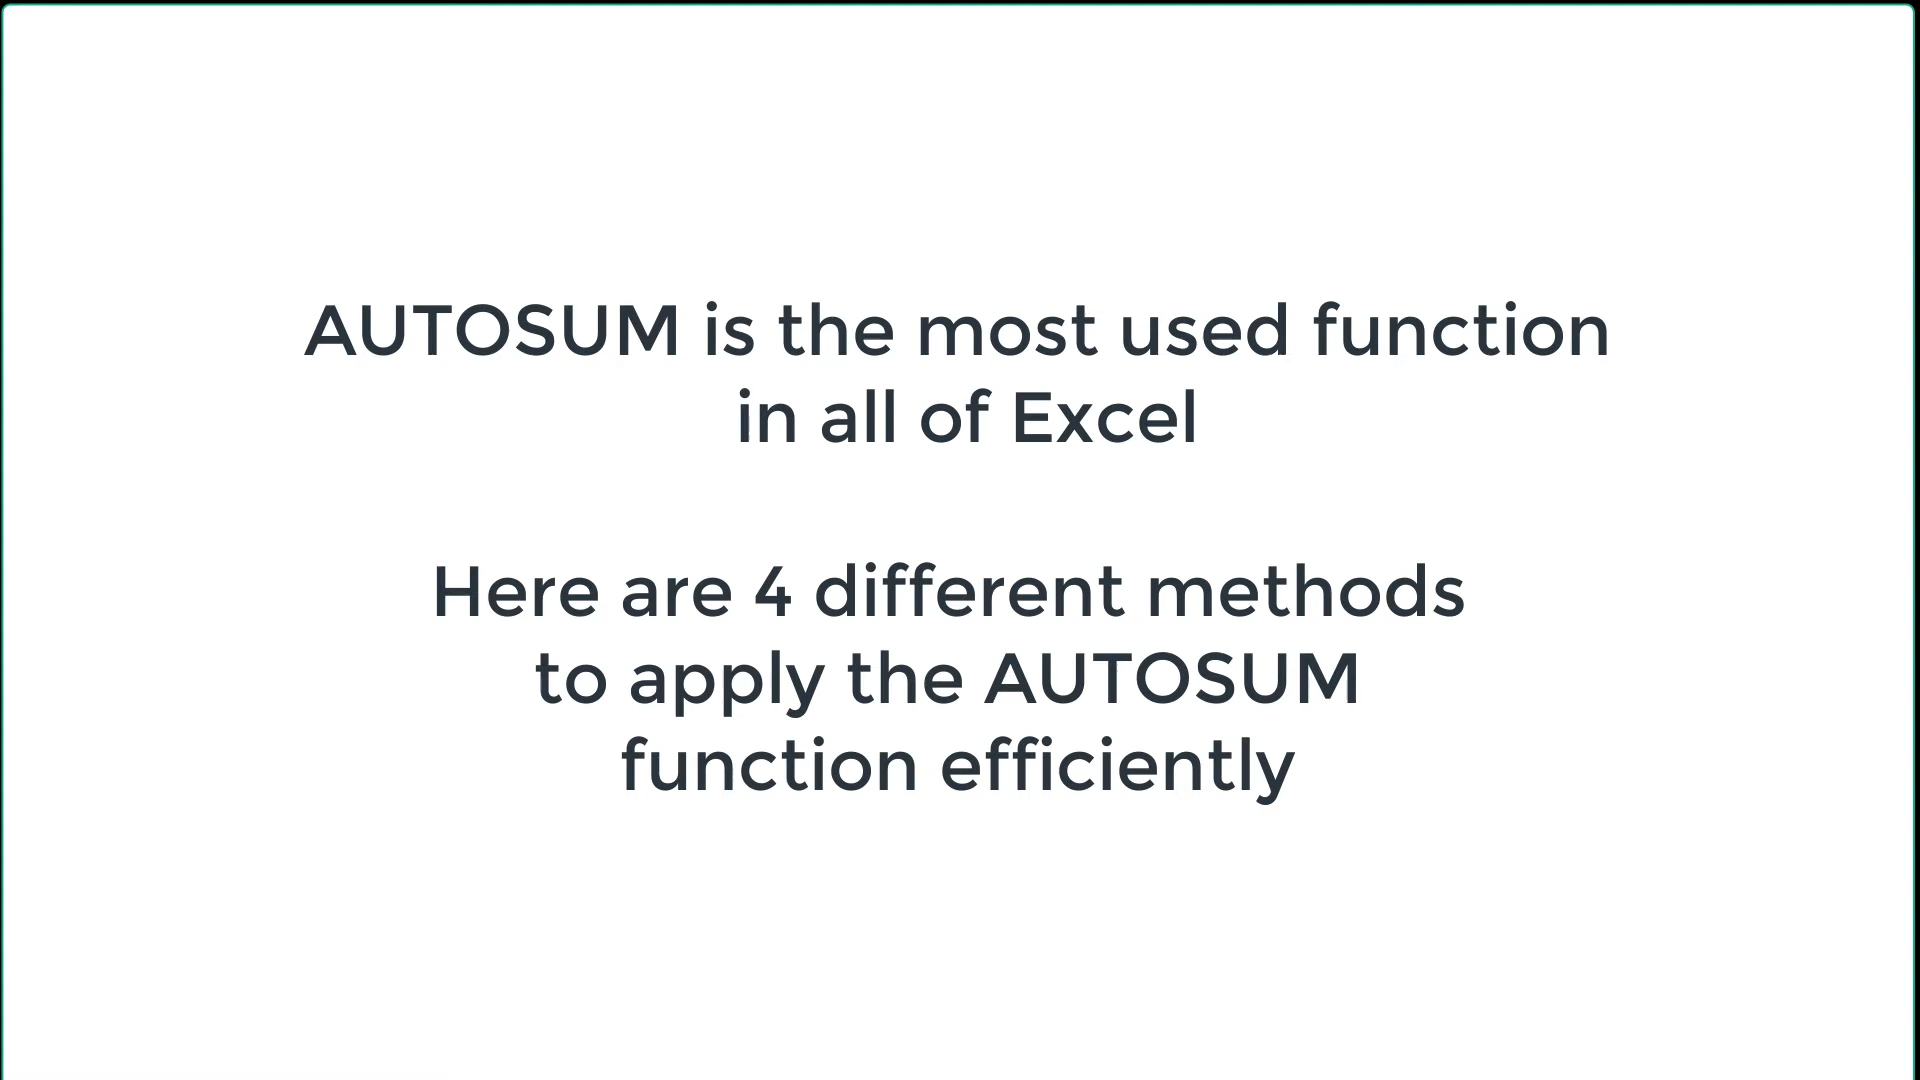 AUTOSUM is the most used function
in all of Excel
Here are 4 different methods
to apply the AUTOSUM
function efficiently